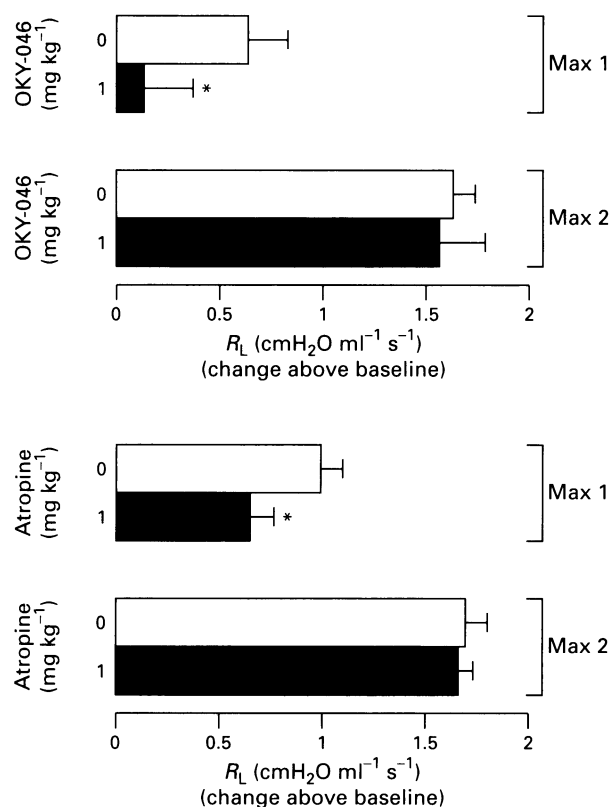 OKY-046
(mg kg⁻¹)
0
1
*
Max 1
OKY-046
(mg kg⁻¹)
0
1
Max 2
0 0.5 1 1.5 2
R_L (cmH₂O ml⁻¹ s⁻¹)
(change above baseline)
Atropine
(mg kg⁻¹)
0
1
*
Max 1
Atropine
(mg kg⁻¹)
0
1
Max 2
0 0.5 1 1.5 2
R_L (cmH₂O ml⁻¹ s⁻¹)
(change above baseline)